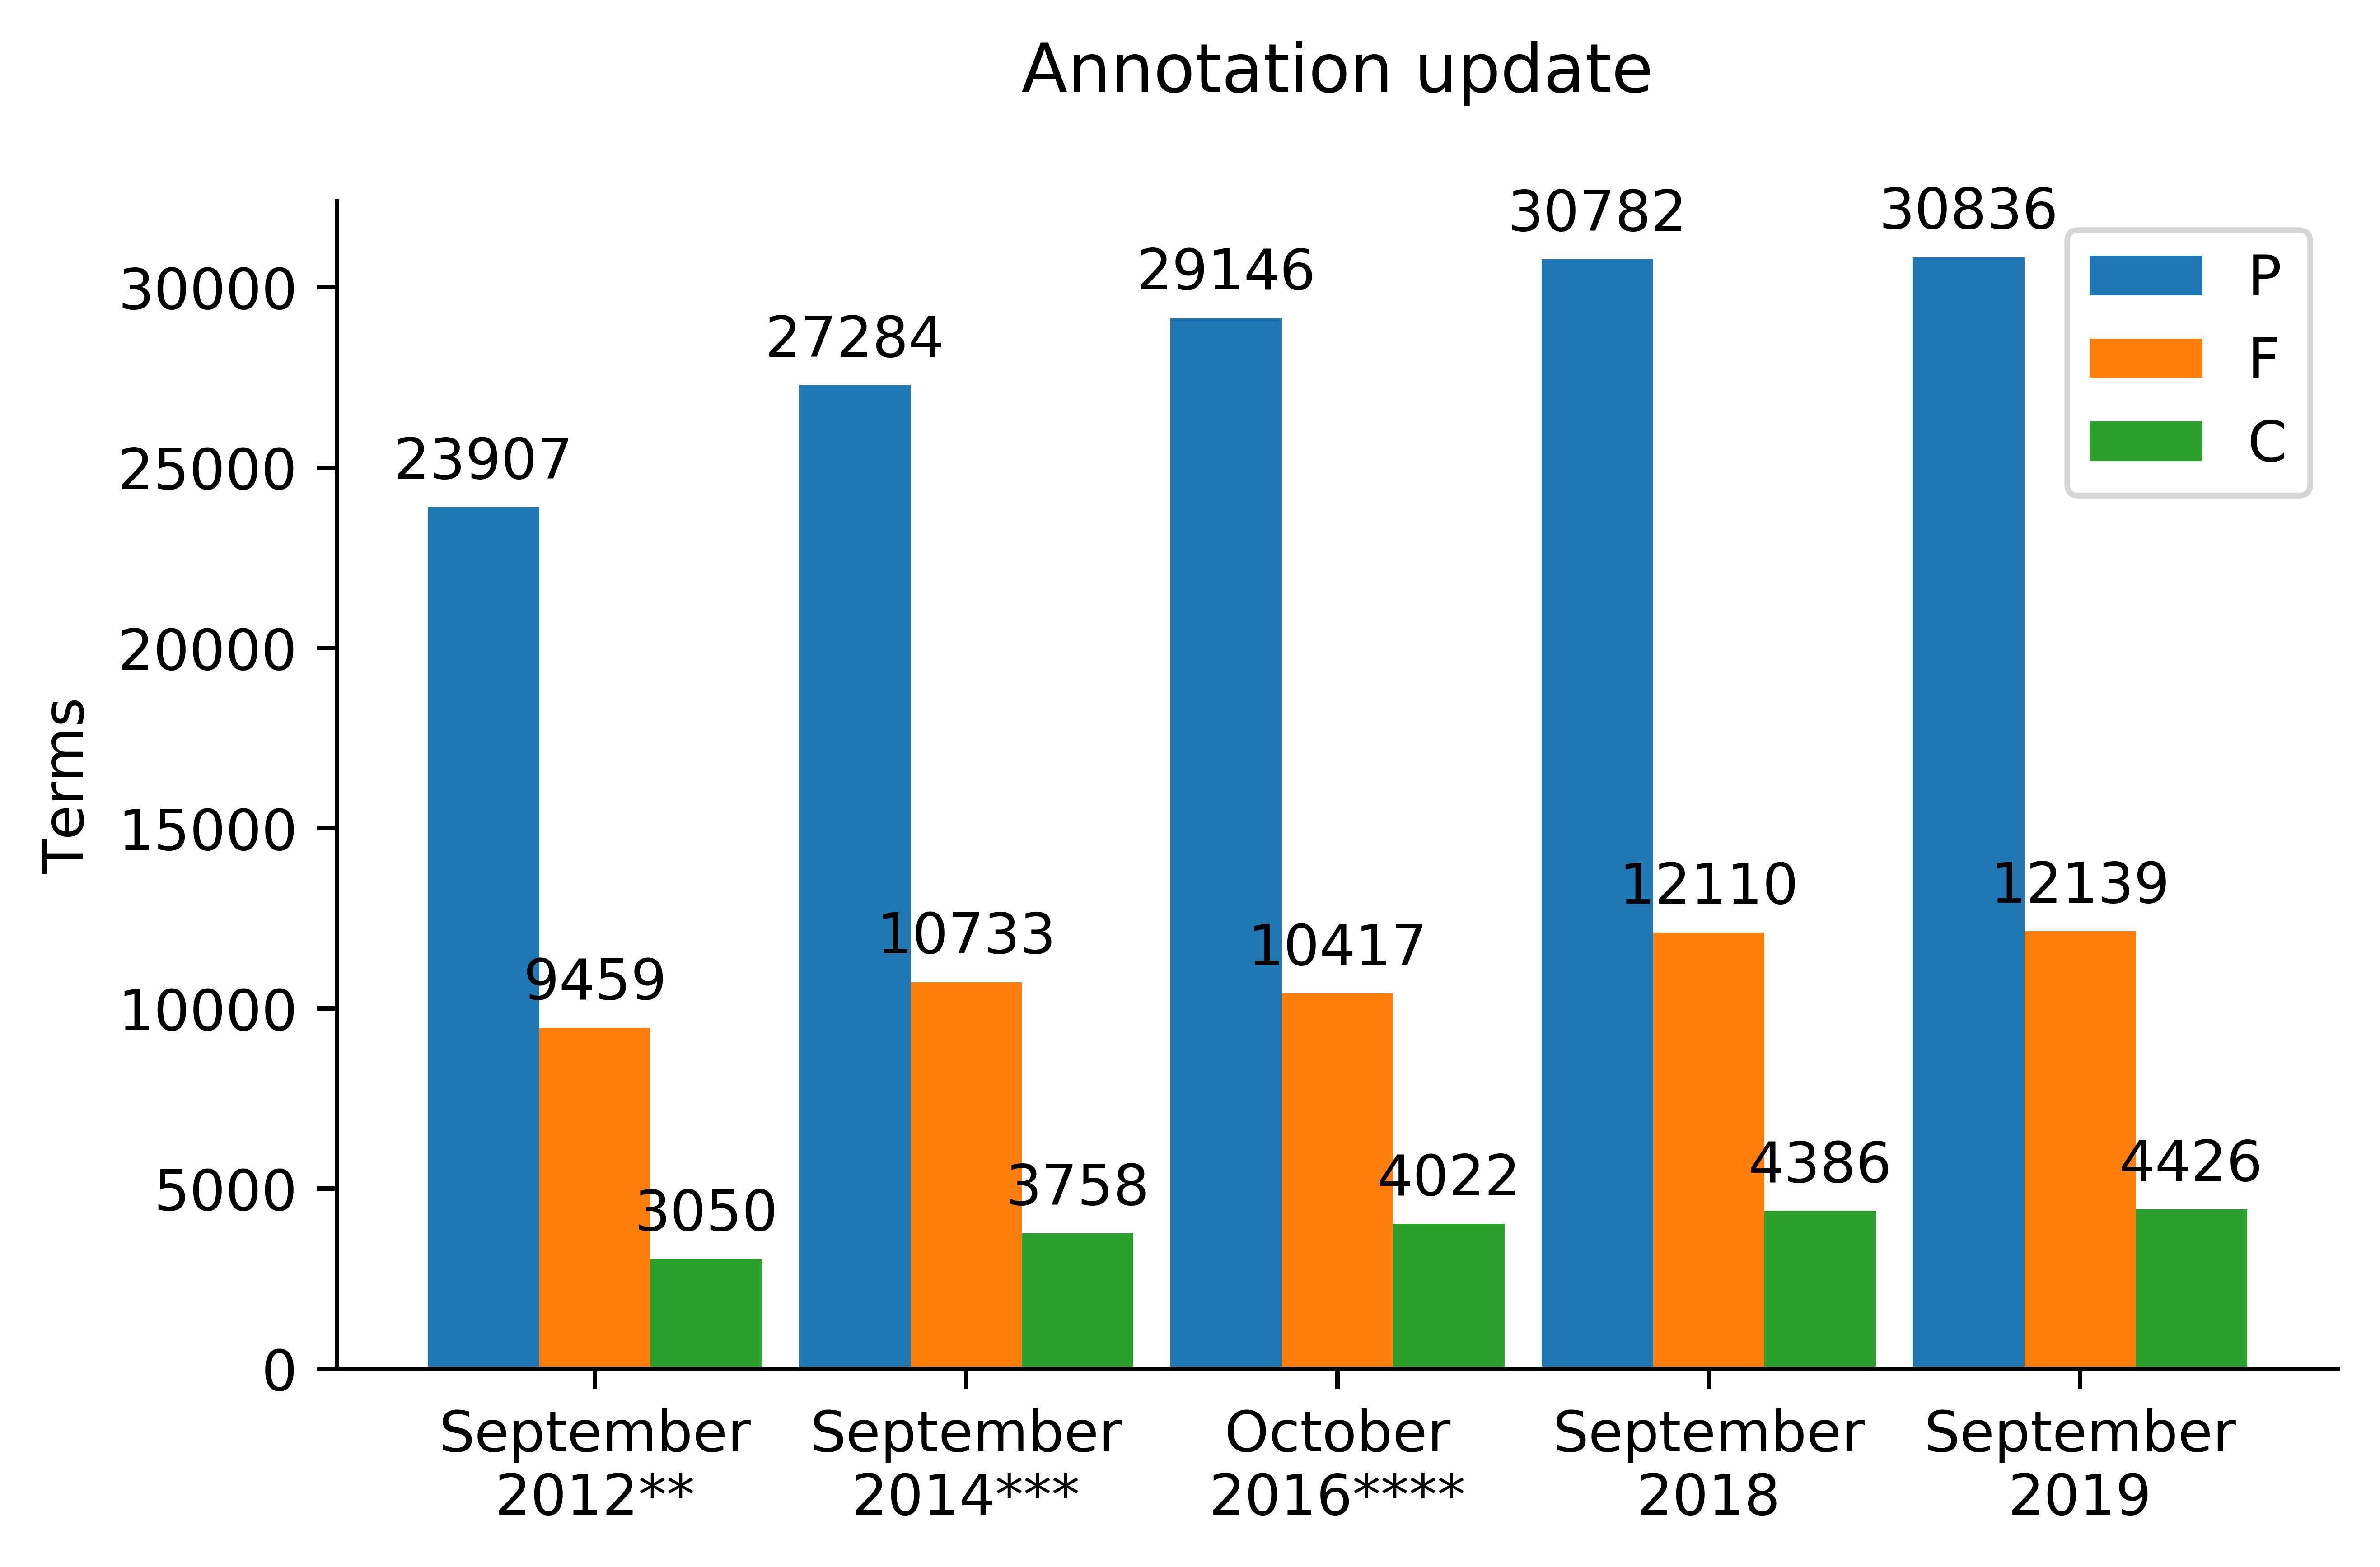 Annotation update
Terms
30000
25000
20000
15000
10000
5000
0
23907
9459
3050
27284
10733
3758
29146
10417
4022
30782
12110
4386
30836
12139
4426
P
F
C
September
2012**
September
2014***
October
2016****
September
2018
September
2019